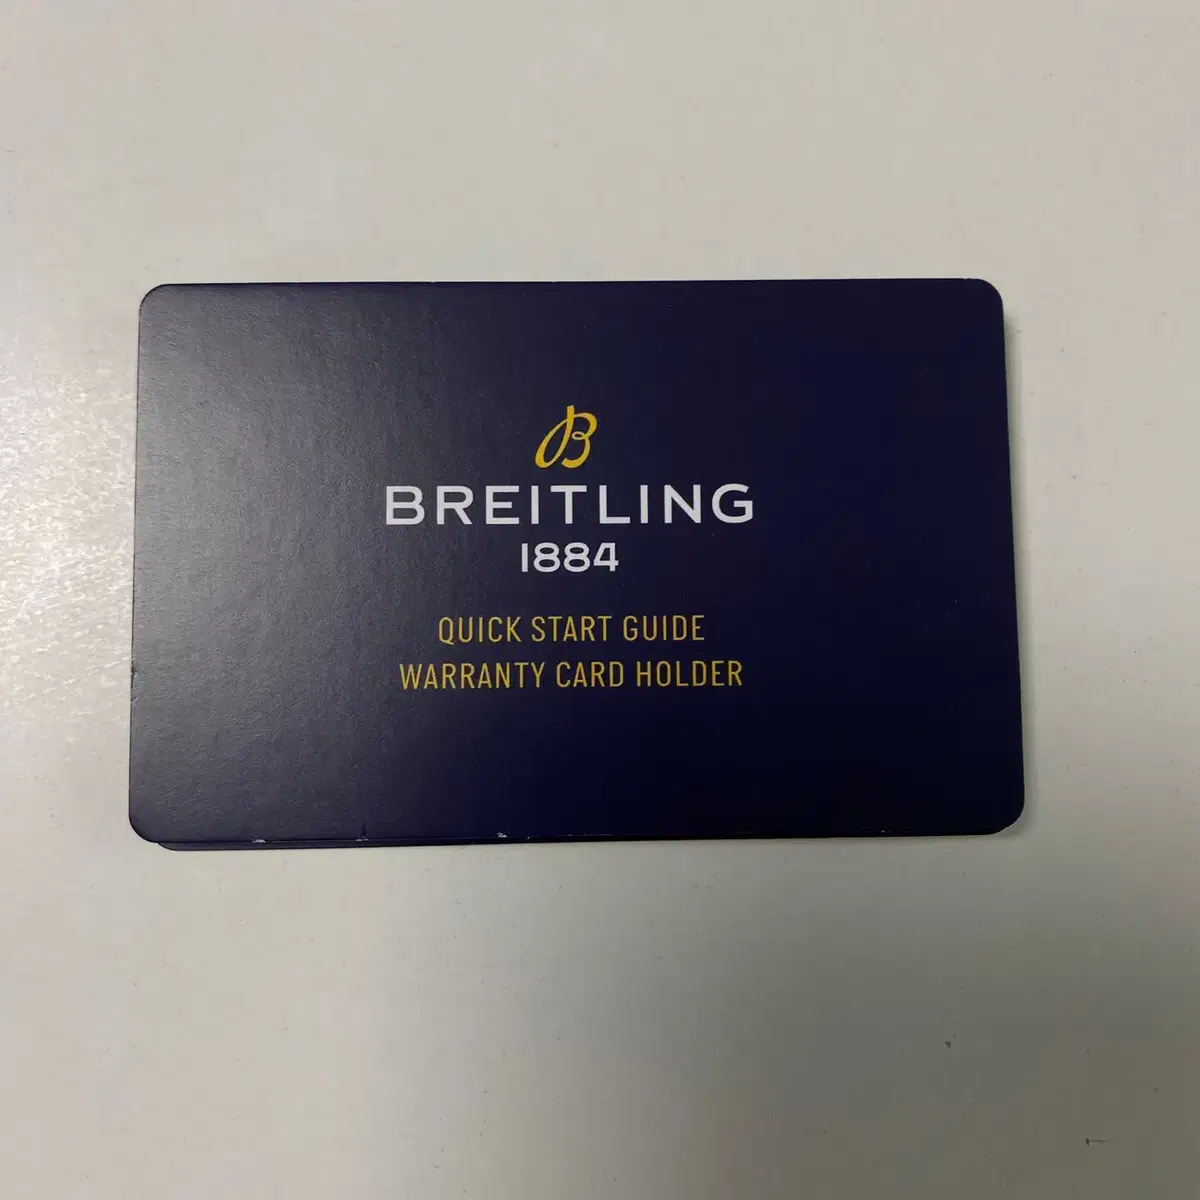 B
BREITLING
1884
QUICK START GUIDE
WARRANTY CARD HOLDER